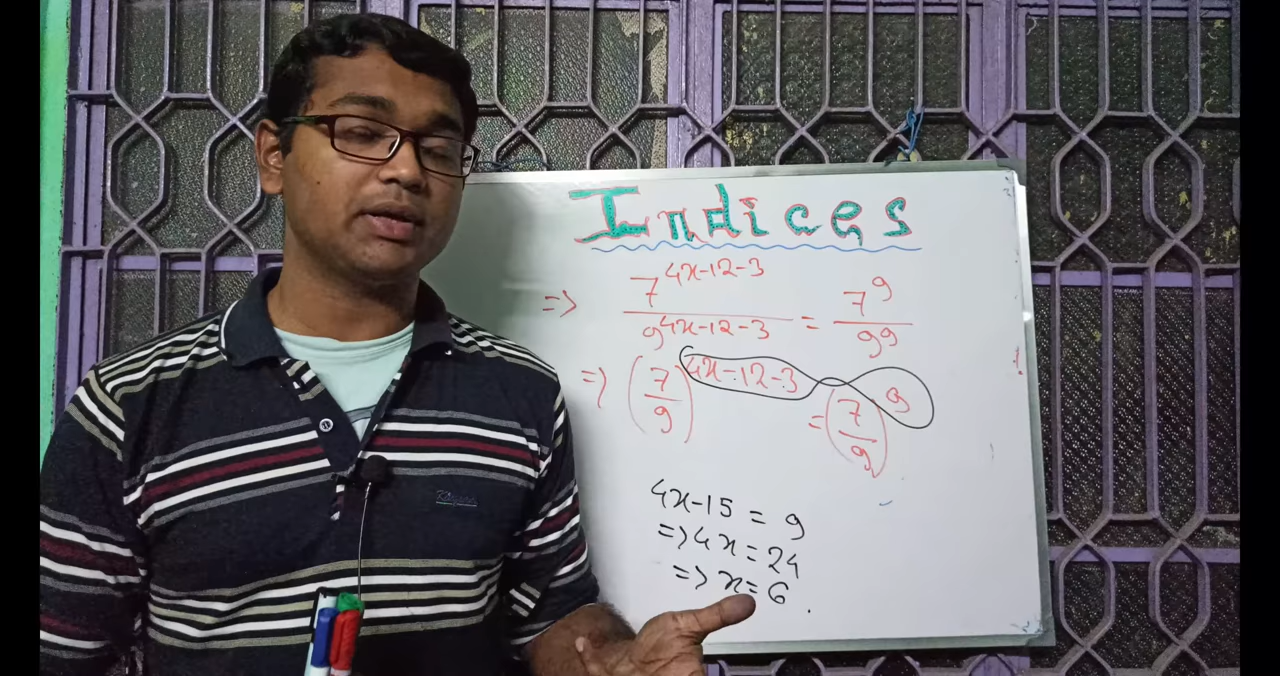 Indices
=> 7^{4x-12-3} / 9^{4x-12-3} = 7^9 / 9^9
=> (7/9)^{4x-12-3} = (7/9)^9
4x-15 = 9
=> 4x = 24
=> x = 6.